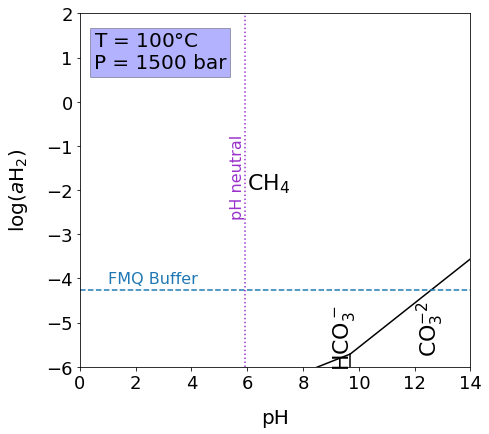 2
1
0
−1
−2
−3
−4
−5
−6
log(aH₂)
T = 100°C
P = 1500 bar
pH neutral
CH₄
FMQ Buffer
HCO₃⁻
CO₃⁻²
0 2 4 6 8 10 12 14
pH